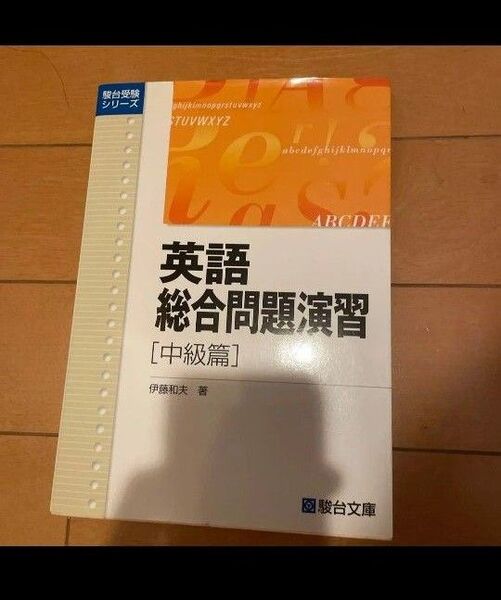 駿台受験
シリーズ
ghijklmnopqrstuvwxyz
STUVWXYZ
abcdefghijklmnopqr
ABCDEF
英語
総合問題演習
[中級篇]
伊藤和夫 著
駿台文庫